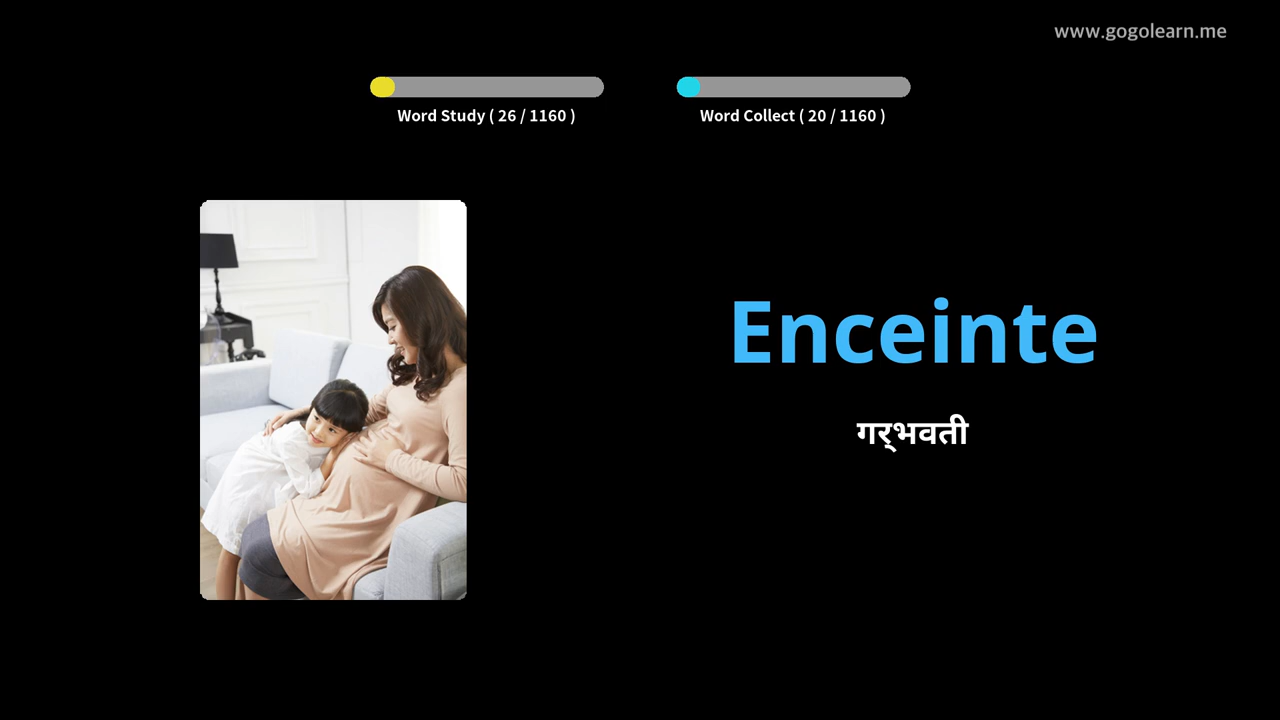 www.gogolearn.me
Word Study ( 26 / 1160 )
Word Collect ( 20 / 1160 )
Enceinte
गर्भवती